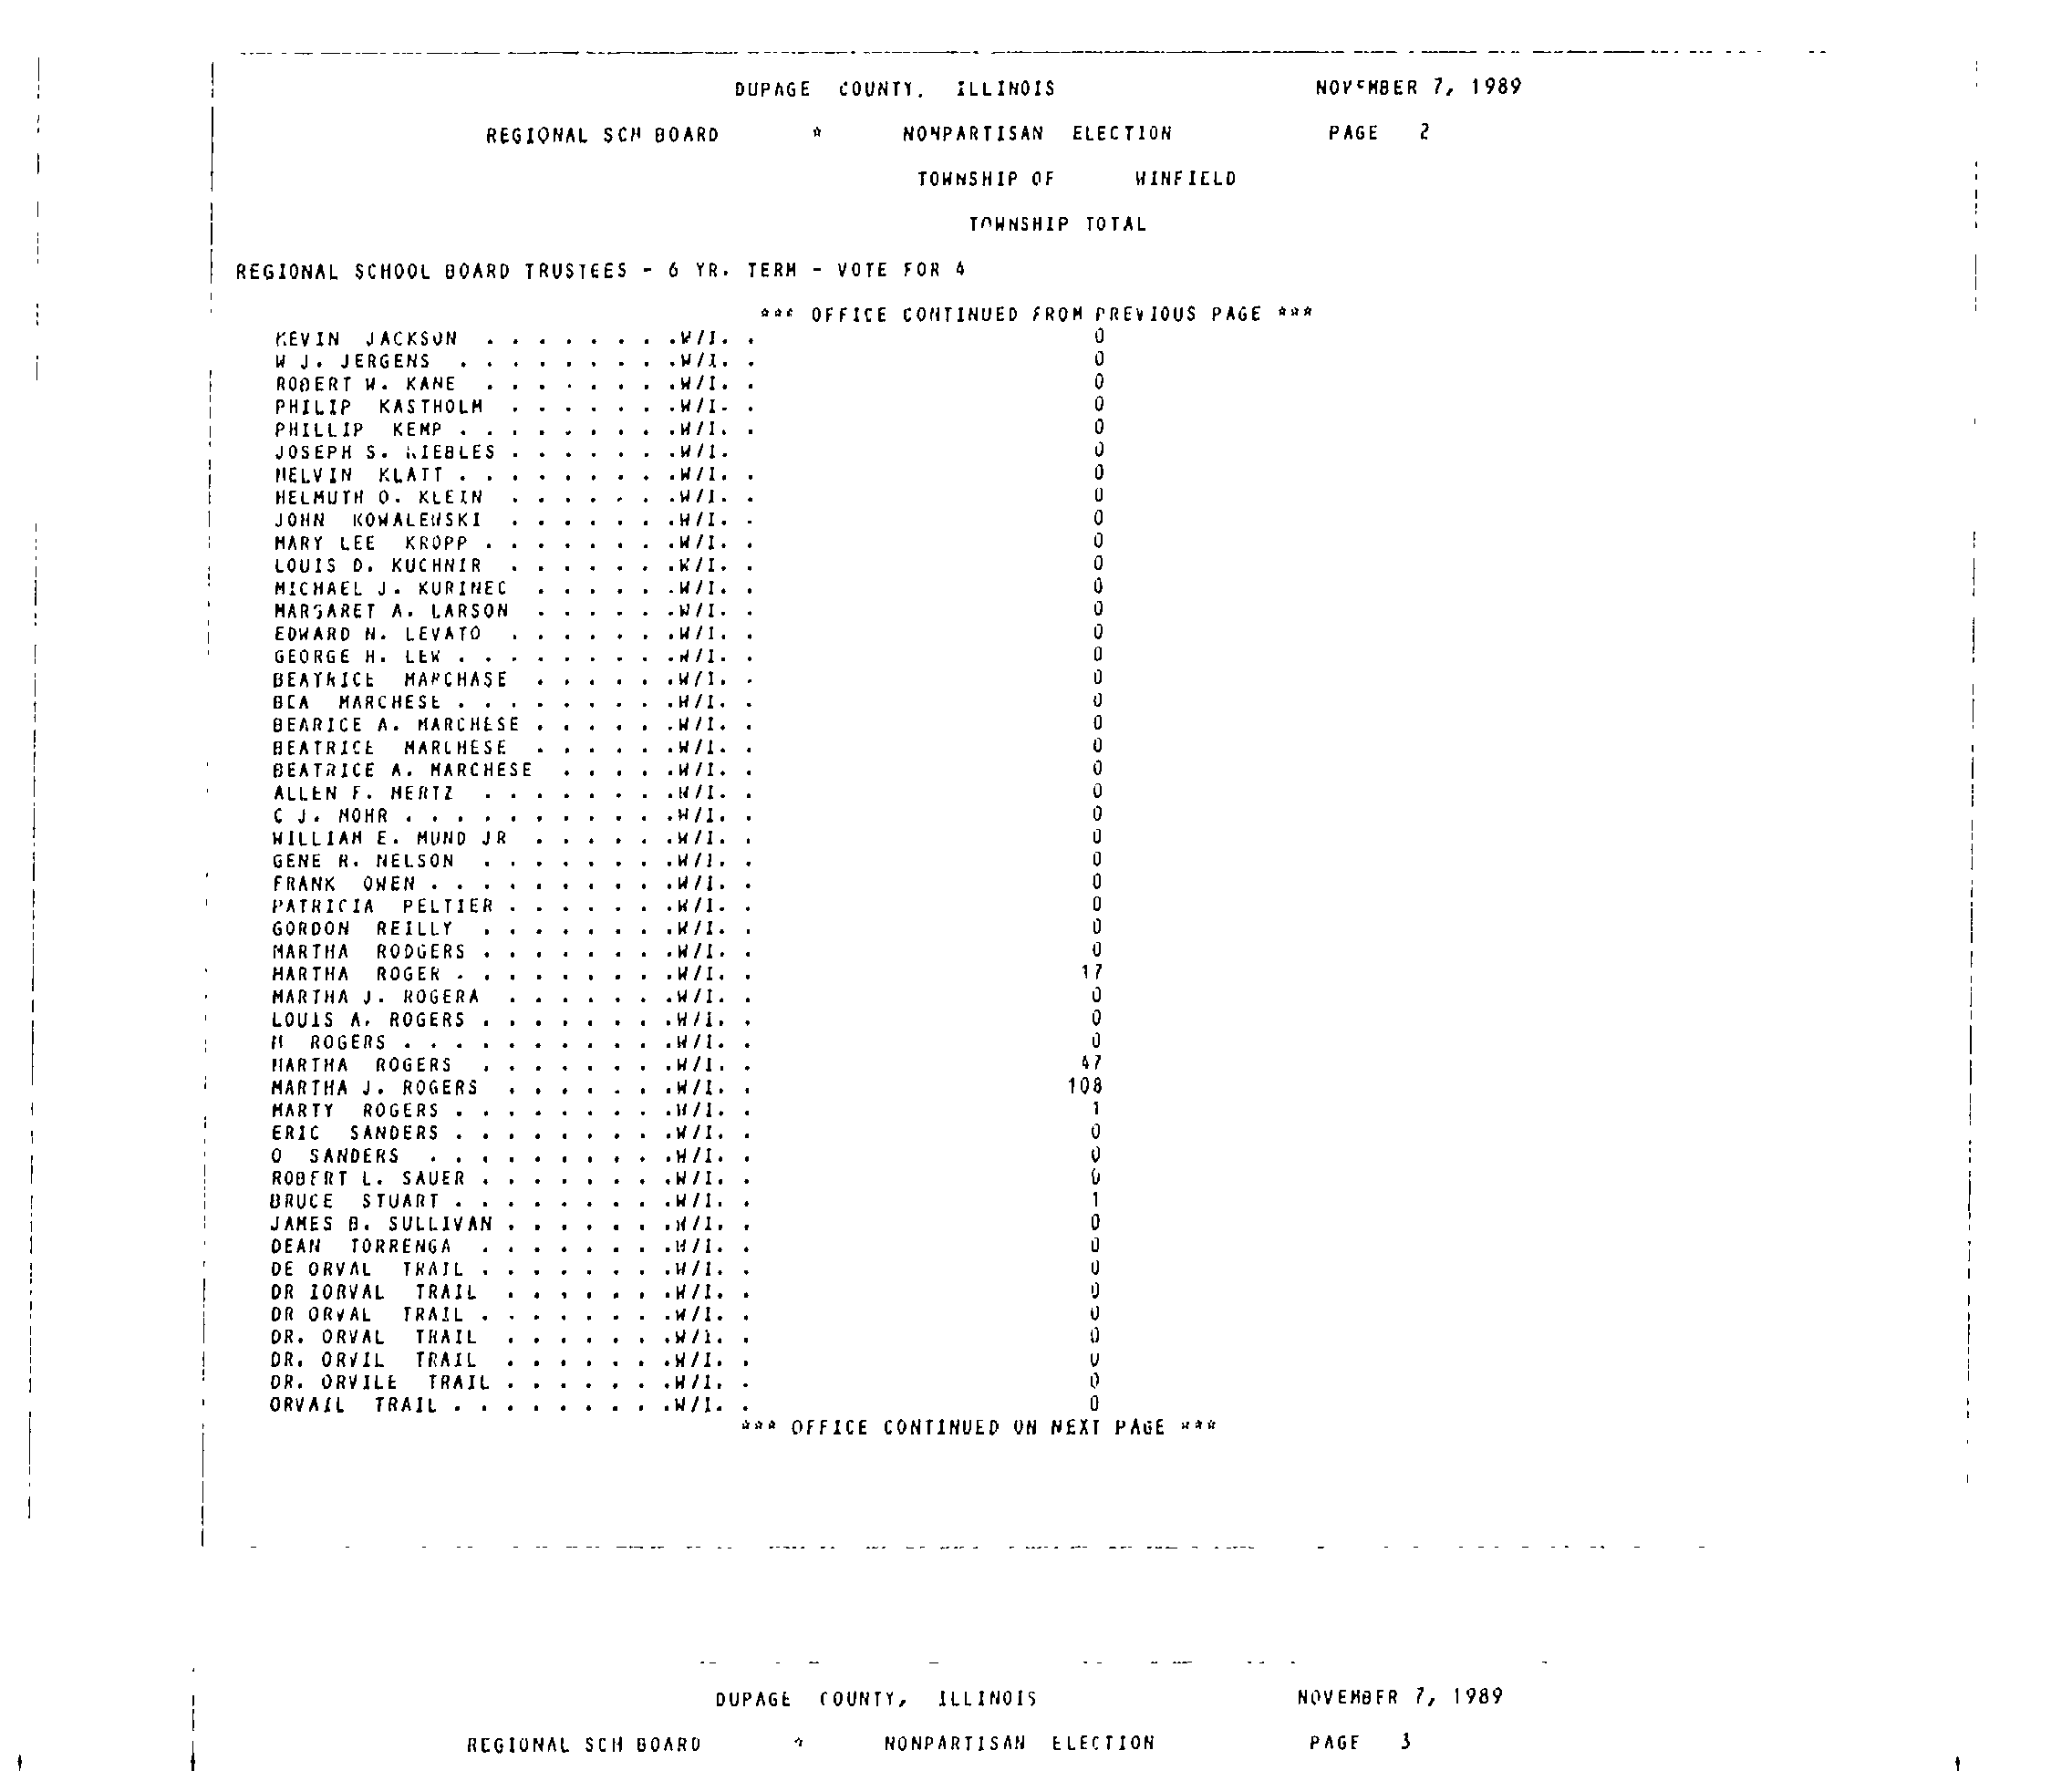 DUPAGE COUNTY, ILLINOIS NOVEMBER 7, 1989
REGIONAL SCH BOARD * NONPARTISAN ELECTION PAGE 2
TOWNSHIP OF WINFIELD
TOWNSHIP TOTAL
REGIONAL SCHOOL BOARD TRUSTEES - 6 YR. TERM - VOTE FOR 4
*** OFFICE CONTINUED FROM PREVIOUS PAGE ***
KEVIN JACKSON . . . . . . . .W/I. . 0
W J. JERGENS . . . . . . . . .W/I. . 0
ROBERT W. KANE . . . . . . . .W/I. . 0
PHILIP KASTHOLM . . . . . . .W/I. . 0
PHILLIP KEMP . . . . . . . . .W/I. . 0
JOSEPH S. KIEBLES . . . . . . .W/I. 0
MELVIN KLATT . . . . . . . . .W/I. . 0
HELMUTH O. KLEIN . . . . . . .W/I. . 0
JOHN KOWALEWSKI . . . . . . .W/I. . 0
MARY LEE KROPP . . . . . . . .W/I. . 0
LOUIS D. KUCHNIR . . . . . . .W/I. . 0
MICHAEL J. KURINEC . . . . . .W/I. . 0
MARGARET A. LARSON . . . . . .W/I. . 0
EDWARD N. LEVATO . . . . . . .W/I. . 0
GEORGE H. LEW . . . . . . . . .W/I. . 0
BEATRICE MARCHASE . . . . . .W/I. . 0
BEA MARCHESE . . . . . . . . .W/I. . 0
BEARICE A. MARCHESE . . . . . .W/I. . 0
BEATRICE MARCHESE . . . . . .W/I. . 0
BEATRICE A. MARCHESE . . . . .W/I. . 0
ALLEN F. MERTZ . . . . . . . .W/I. . 0
C J. MOHR . . . . . . . . . . .W/I. . 0
WILLIAM E. MUND JR . . . . . .W/I. . 0
GENE R. NELSON . . . . . . . .W/I. . 0
FRANK OWEN . . . . . . . . . .W/I. . 0
PATRICIA PELTIER . . . . . . .W/I. . 0
GORDON REILLY . . . . . . . .W/I. . 0
MARTHA RODGERS . . . . . . . .W/I. . 0
MARTHA ROGER . . . . . . . . .W/I. . 17
MARTHA J. ROGERA . . . . . . .W/I. . 0
LOUIS A. ROGERS . . . . . . . .W/I. . 0
M ROGERS . . . . . . . . . . .W/I. . 0
MARTHA ROGERS . . . . . . . .W/I. . 47
MARTHA J. ROGERS . . . . . . .W/I. . 108
MARTY ROGERS . . . . . . . . .W/I. . 1
ERIC SANDERS . . . . . . . . .W/I. . 0
O SANDERS . . . . . . . . . .W/I. . 0
ROBERT L. SAUER . . . . . . . .W/I. . 0
BRUCE STUART . . . . . . . . .W/I. . 1
JAMES B. SULLIVAN . . . . . . .W/I. . 0
DEAN TORRENGA . . . . . . . .W/I. . 0
DE ORVAL TRAIL . . . . . . . .W/I. . 0
DR IORVAL TRAIL . . . . . . .W/I. . 0
DR ORVAL TRAIL . . . . . . . .W/I. . 0
DR. ORVAL TRAIL . . . . . . .W/I. . 0
DR. ORVIL TRAIL . . . . . . .W/I. . 0
DR. ORVILE TRAIL . . . . . . .W/I. . 0
ORVAIL TRAIL . . . . . . . . .W/I. . 0
*** OFFICE CONTINUED ON NEXT PAGE ***
DUPAGE COUNTY, ILLINOIS NOVEMBER 7, 1989
REGIONAL SCH BOARD * NONPARTISAN ELECTION PAGE 3